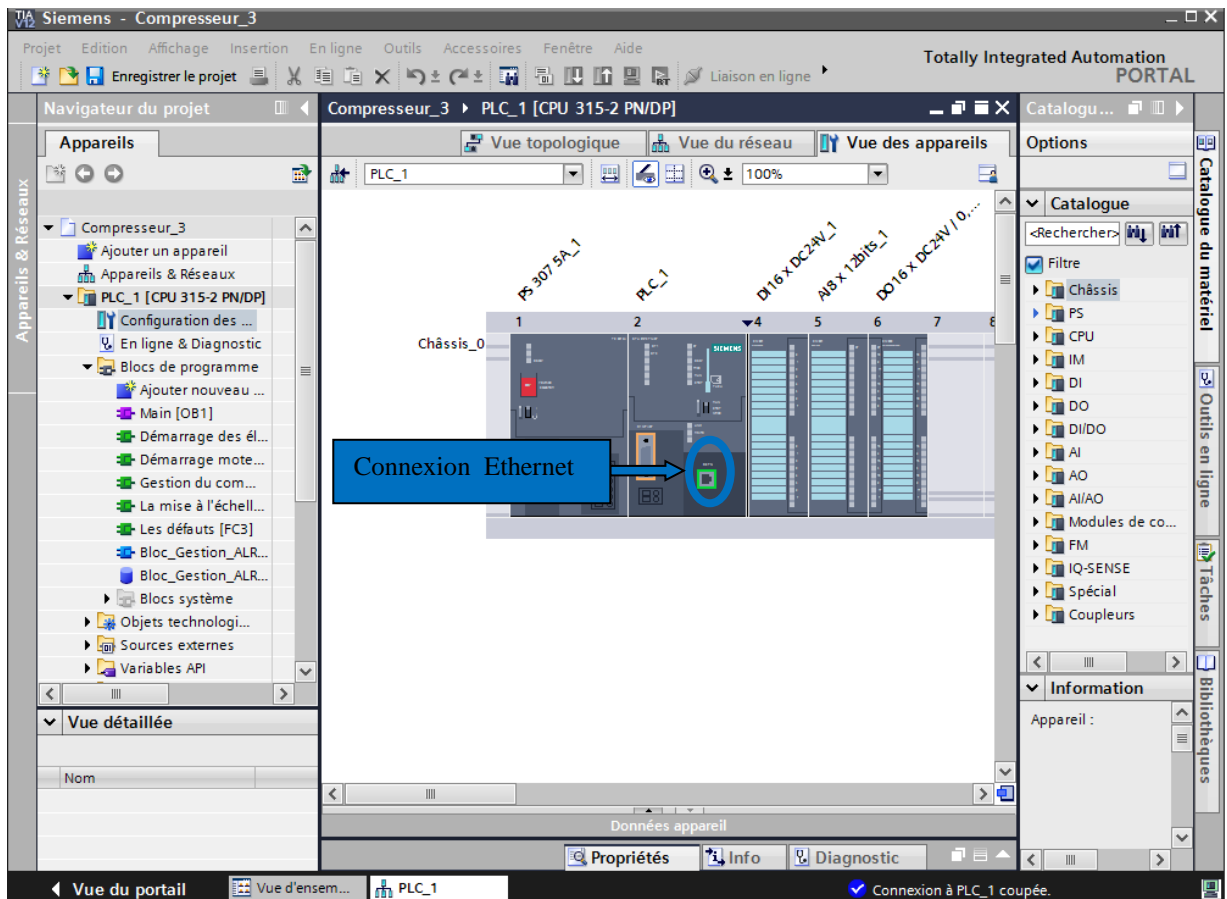 Siemens - Compresseur_3
Projet Edition Affichage Insertion En ligne Outils Accessoires Fenêtre Aide
Totally Integrated Automation
PORTAL
Enregistrer le projet
Liaison en ligne
Navigateur du projet
Compresseur_3 PLC_1 [CPU 315-2 PN/DP]
Catalogu...
Appareils
Vue topologique
Vue du réseau
Vue des appareils
Options
PLC_1
100%
Compresseur_3
Ajouter un appareil
Appareils & Réseaux
PLC_1 [CPU 315-2 PN/DP]
Configuration des ...
En ligne & Diagnostic
Blocs de programme
Ajouter nouveau ...
Main [OB1]
Démarrage des él...
Démarrage mote...
Gestion du com...
La mise à l'échell...
Les défauts [FC3]
Bloc_Gestion_ALR...
Bloc_Gestion_ALR...
Blocs système
Objets technologi...
Sources externes
Variables API
Vue détaillée
Nom
Appareils & Réseaux
PS 307 5A_1
PLC_1
DI16 x DC24V_1
AI8 x 12bits_1
DO16 x DC24V / 0,...
1 2 4 5 6 7 8
Châssis_0
SIEMENS
Connexion Ethernet
Données appareil
Propriétés
Info
Diagnostic
Catalogue
<Rechercher>
Filtre
Châssis
PS
CPU
IM
DI
DO
DI/DO
AI
AO
AI/AO
Modules de co...
FM
IQ-SENSE
Spécial
Coupleurs
Information
Appareil :
Catalogue du matériel
Outils en ligne
Tâches
Bibliothèques
Vue du portail
Vue d'ensem...
PLC_1
Connexion à PLC_1 coupée.